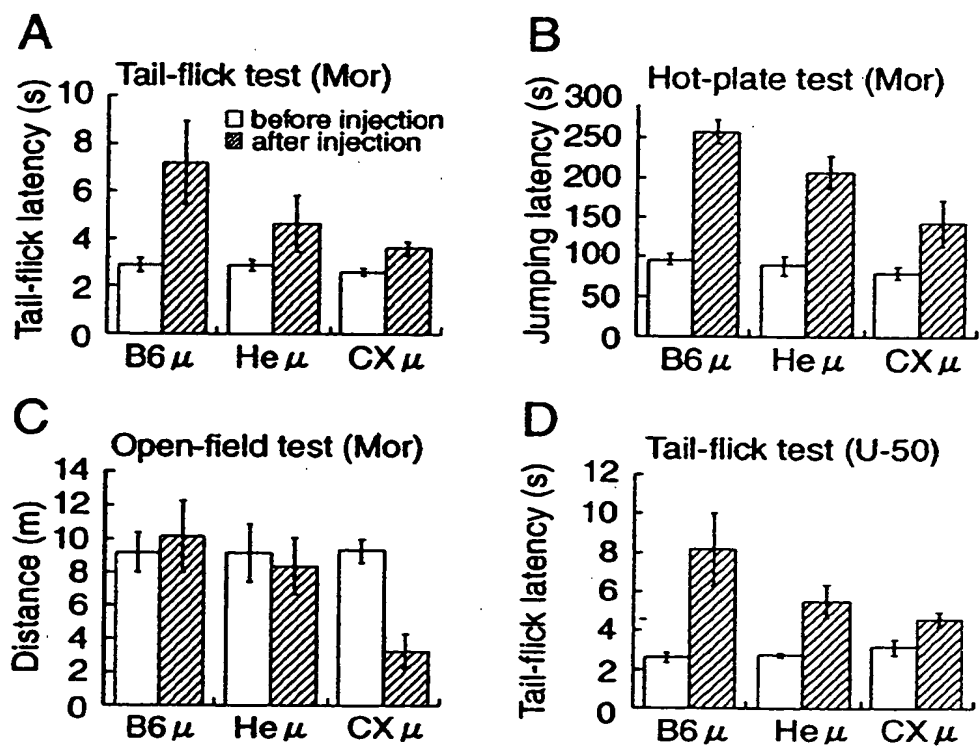 A
Tail-flick test (Mor)
Tail-flick latency (s)
10
8
6
4
2
0
before injection
after injection
B6 μ
He μ
CX μ
B
Hot-plate test (Mor)
Jumping latency (s)
300
250
200
150
100
50
0
B6 μ
He μ
CX μ
C
Open-field test (Mor)
Distance (m)
14
12
10
8
6
4
2
0
B6 μ
He μ
CX μ
D
Tail-flick test (U-50)
Tail-flick latency (s)
12
10
8
6
4
2
0
B6 μ
He μ
CX μ